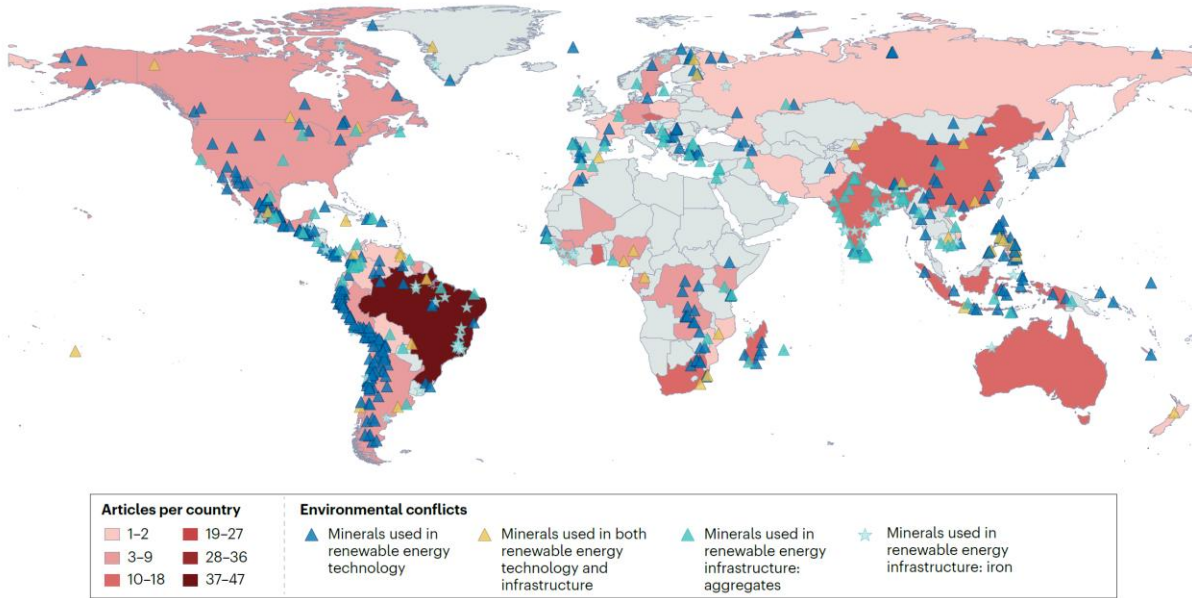 Articles per country
1–2
3–9
10–18
19–27
28–36
37–47
Environmental conflicts
Minerals used in
renewable energy
technology
Minerals used in both
renewable energy
technology and
infrastructure
Minerals used in
renewable energy
infrastructure:
aggregates
Minerals used in
renewable energy
infrastructure: iron